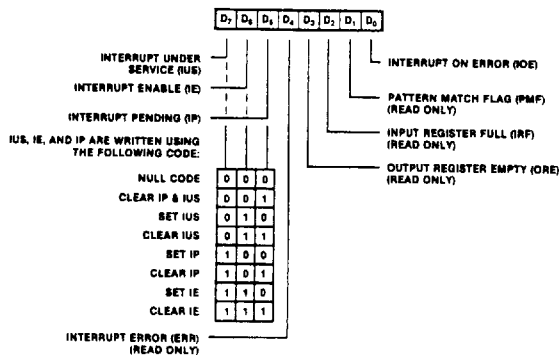 D7 D6 D5 D4 D3 D2 D1 D0
INTERRUPT UNDER
SERVICE (IUS)
INTERRUPT ENABLE (IE)
INTERRUPT PENDING (IP)
IUS, IE, AND IP ARE WRITTEN USING
THE FOLLOWING CODE:
NULL CODE 0 0 0
CLEAR IP & IUS 0 0 1
SET IUS 0 1 0
CLEAR IUS 0 1 1
SET IP 1 0 0
CLEAR IP 1 0 1
SET IE 1 1 0
CLEAR IE 1 1 1
INTERRUPT ERROR (ERR)
(READ ONLY)
INTERRUPT ON ERROR (IOE)
PATTERN MATCH FLAG (PMF)
(READ ONLY)
INPUT REGISTER FULL (IRF)
(READ ONLY)
OUTPUT REGISTER EMPTY (ORE)
(READ ONLY)